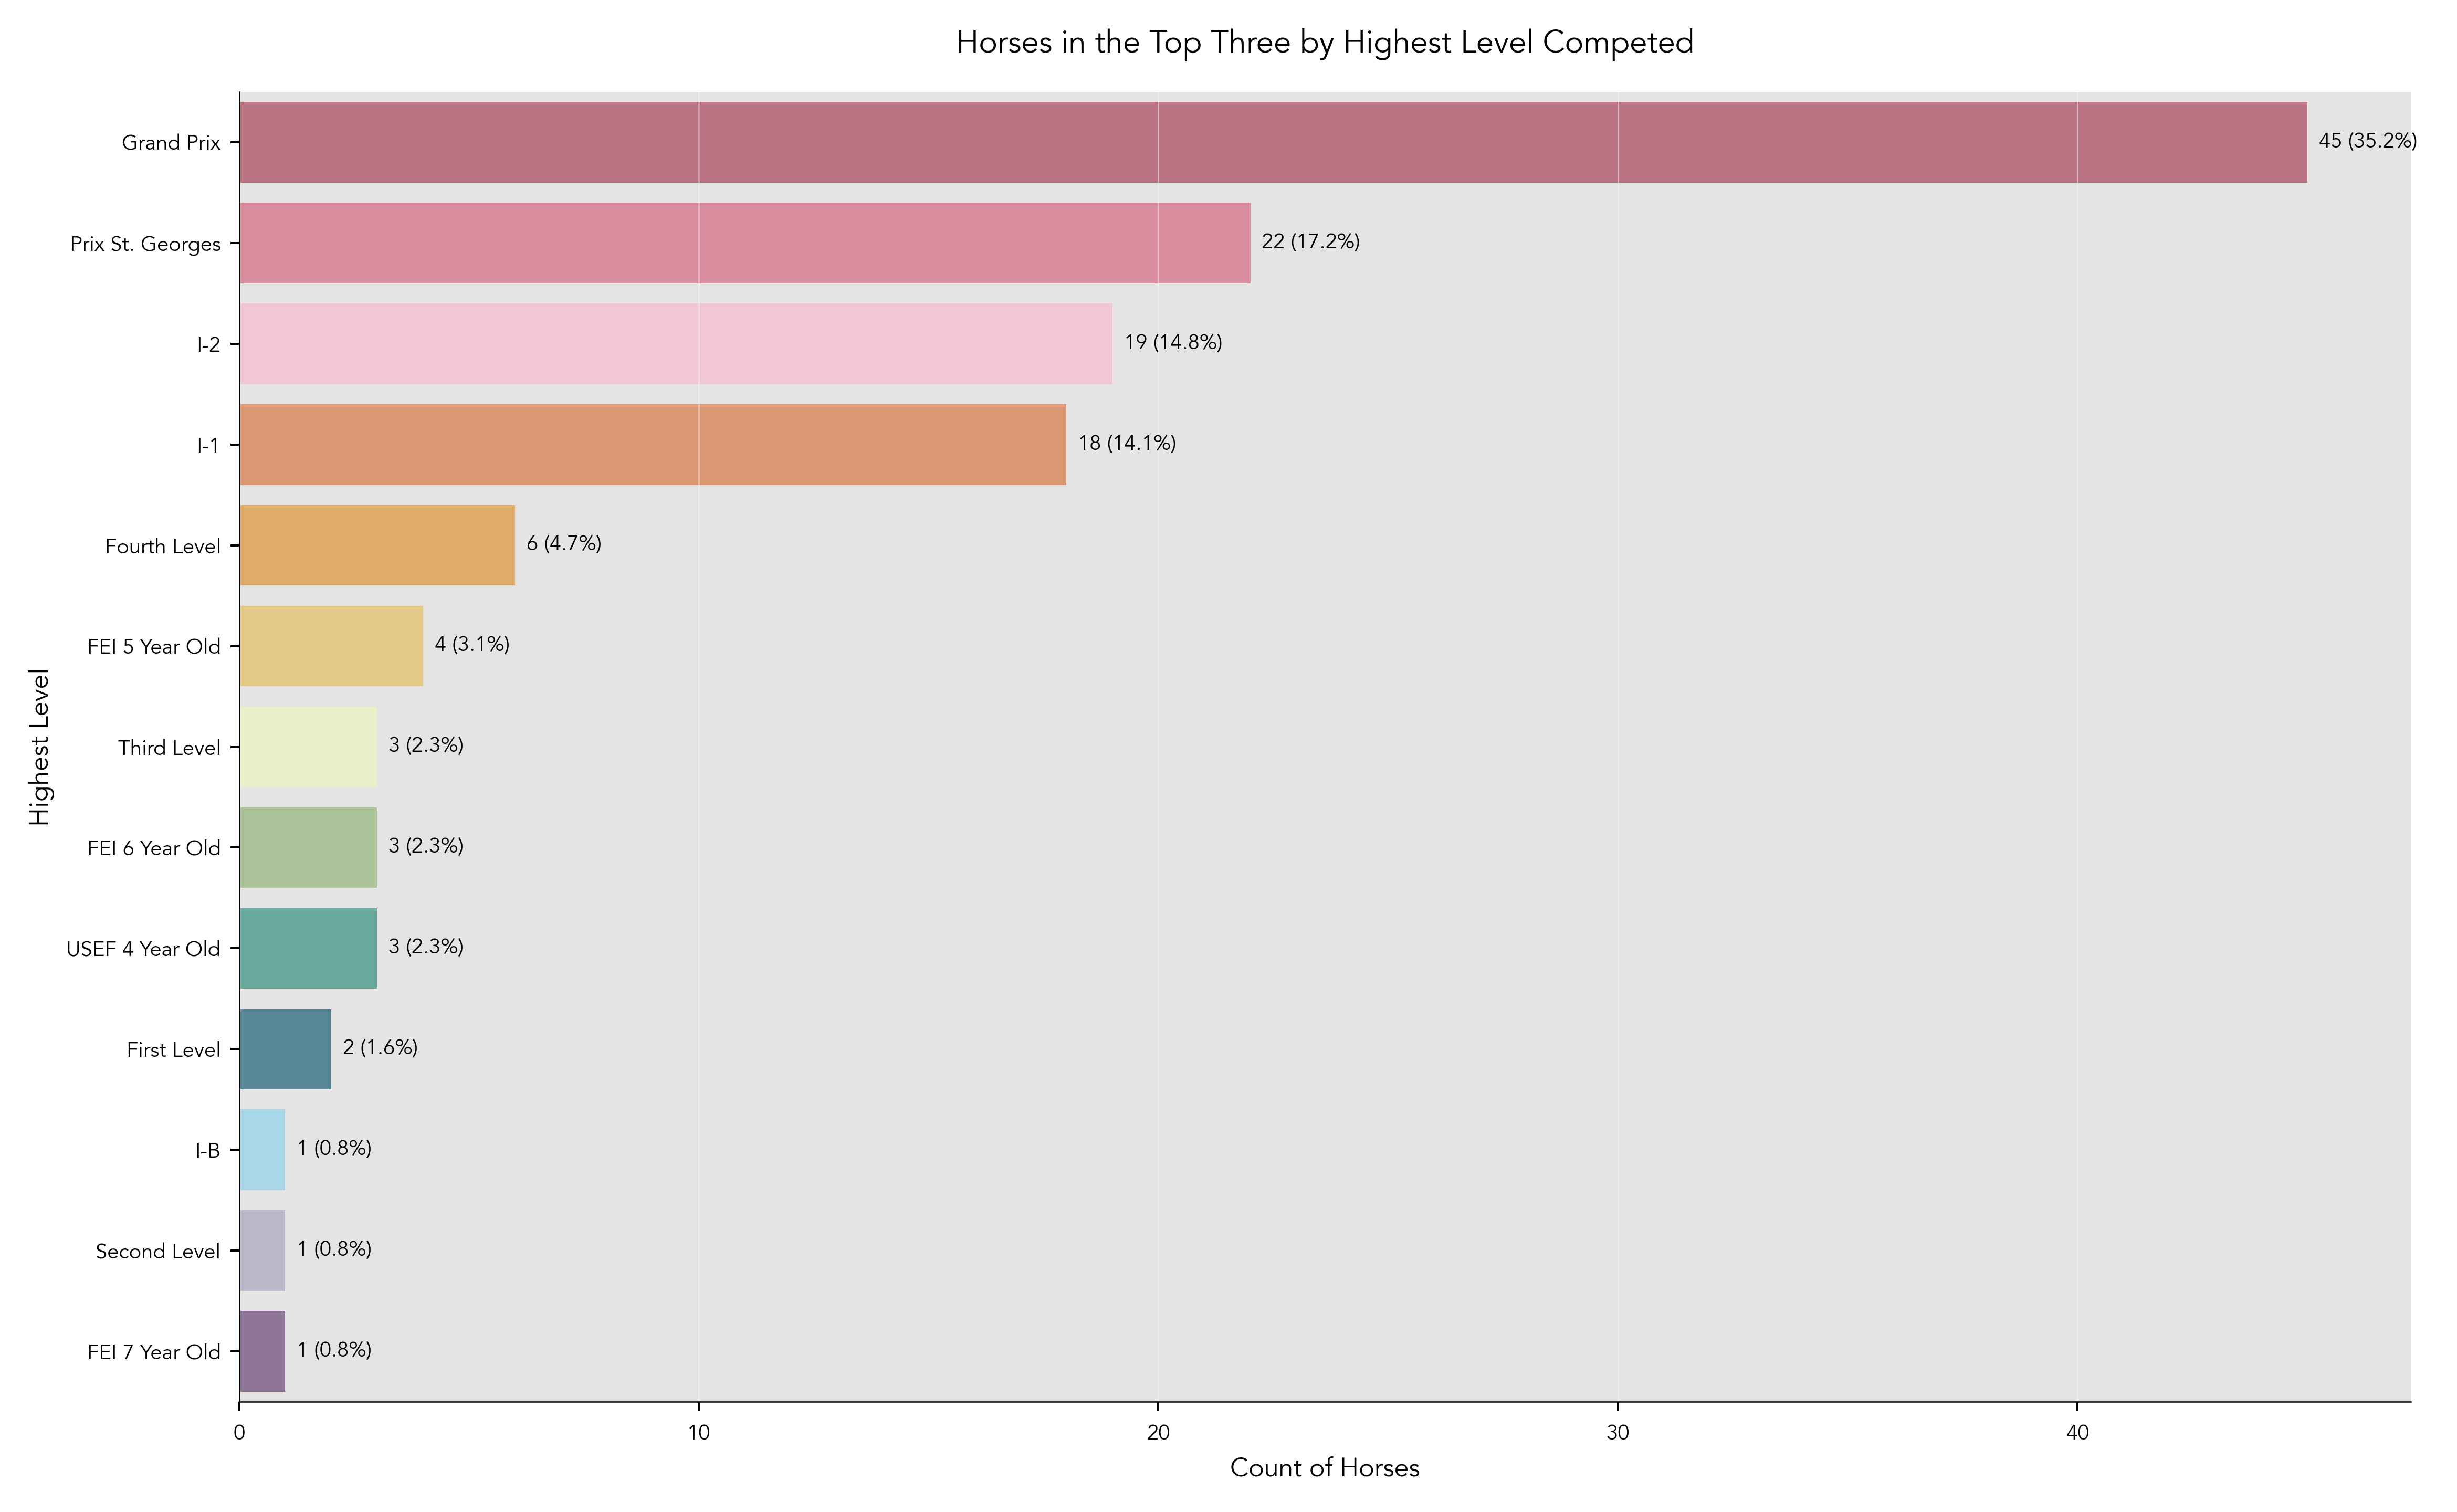 Horses in the Top Three by Highest Level Competed
Grand Prix 45 (35.2%)
Prix St. Georges 22 (17.2%)
I-2 19 (14.8%)
I-1 18 (14.1%)
Fourth Level 6 (4.7%)
FEI 5 Year Old 4 (3.1%)
Third Level 3 (2.3%)
FEI 6 Year Old 3 (2.3%)
USEF 4 Year Old 3 (2.3%)
First Level 2 (1.6%)
I-B 1 (0.8%)
Second Level 1 (0.8%)
FEI 7 Year Old 1 (0.8%)
Highest Level
0 10 20 30 40
Count of Horses